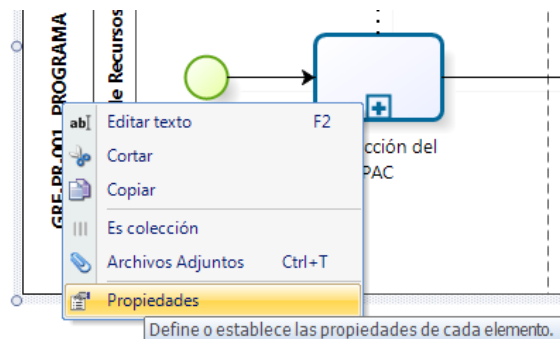 GRE-PR-001 PROGRAMA
de Recursos
cción del
PAC
Editar texto F2
Cortar
Copiar
Es colección
Archivos Adjuntos Ctrl+T
Propiedades
Define o establece las propiedades de cada elemento.